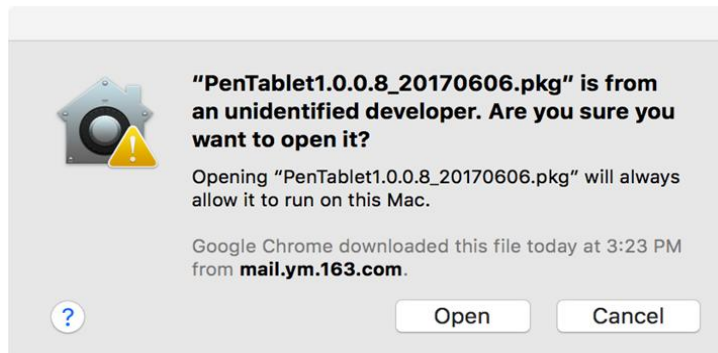 “PenTablet1.0.0.8_20170606.pkg” is from
an unidentified developer. Are you sure you
want to open it?
Opening “PenTablet1.0.0.8_20170606.pkg” will always
allow it to run on this Mac.
Google Chrome downloaded this file today at 3:23 PM
from mail.ym.163.com.
?
Open
Cancel